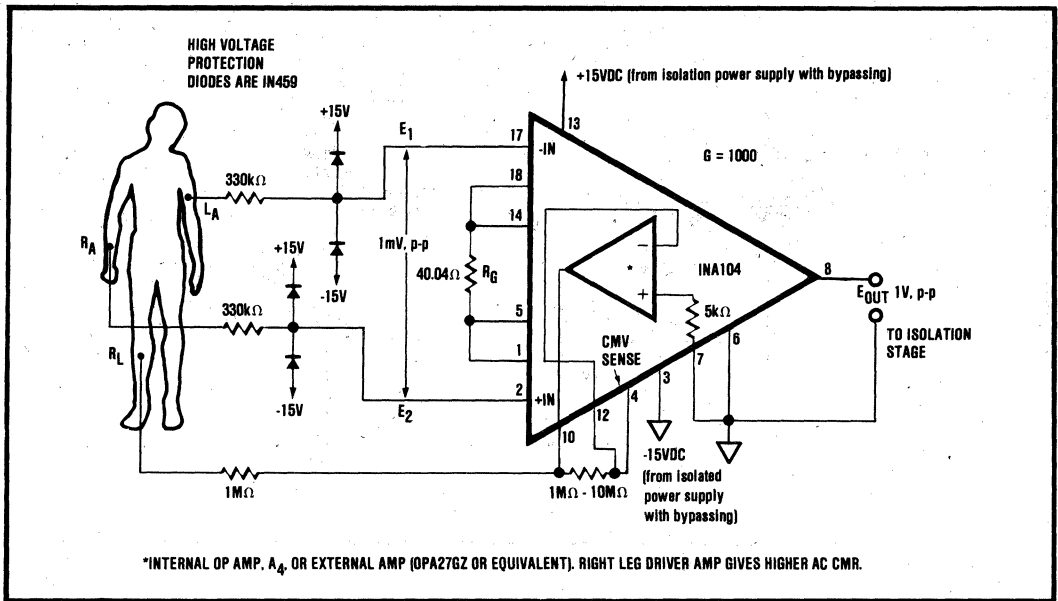 HIGH VOLTAGE
PROTECTION
DIODES ARE IN459
+15VDC (from isolation power supply with bypassing)
+15V
E1
17
-IN
13
G = 1000
18
330kΩ
LA
14
RA
+15V
1mV, p-p
-15V
40.04Ω
RG
−
*
+
INA104
8
EOUT 1V, p-p
330kΩ
5
5kΩ
TO ISOLATION
STAGE
RL
1
CMV
SENSE
6
7
-15V
2
+IN
3
4
E2
12
10
-15VDC
(from isolated
power supply
with bypassing)
1MΩ
1MΩ - 10MΩ
*INTERNAL OP AMP, A4, OR EXTERNAL AMP (OPA27GZ OR EQUIVALENT). RIGHT LEG DRIVER AMP GIVES HIGHER AC CMR.